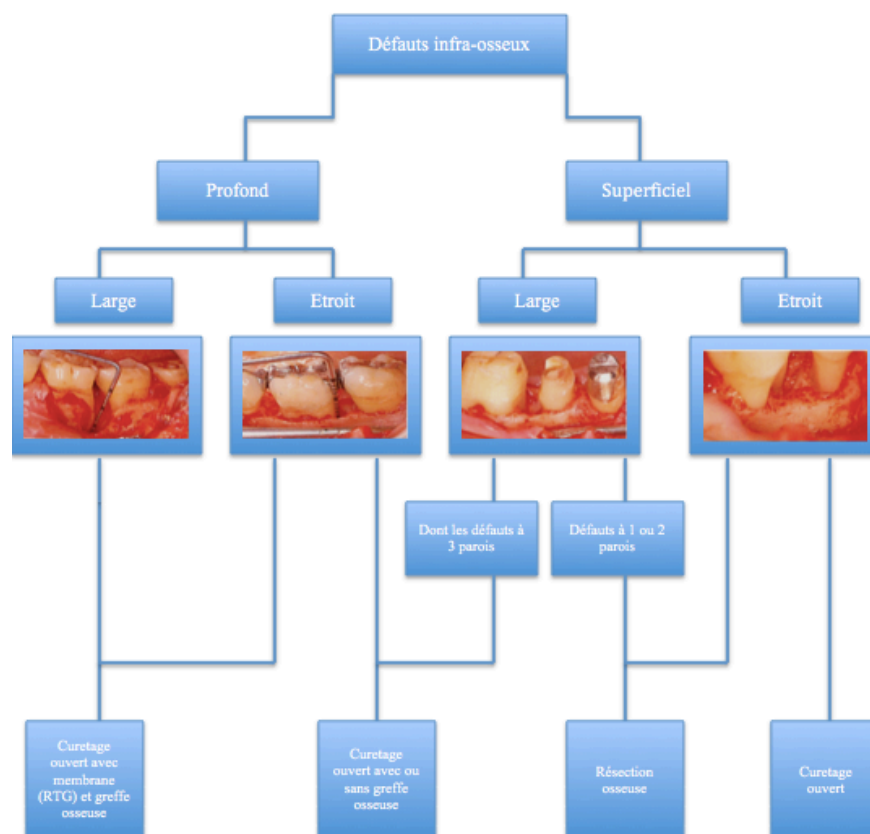 Défauts infra-osseux
Profond
Superficiel
Large
Etroit
Large
Etroit
Dont les défauts à
3 parois
Défauts à 1 ou 2
parois
Curetage
ouvert avec
membrane
(RTG) et greffe
osseuse
Curetage
ouvert avec ou
sans greffe
osseuse
Résection
osseuse
Curetage
ouvert